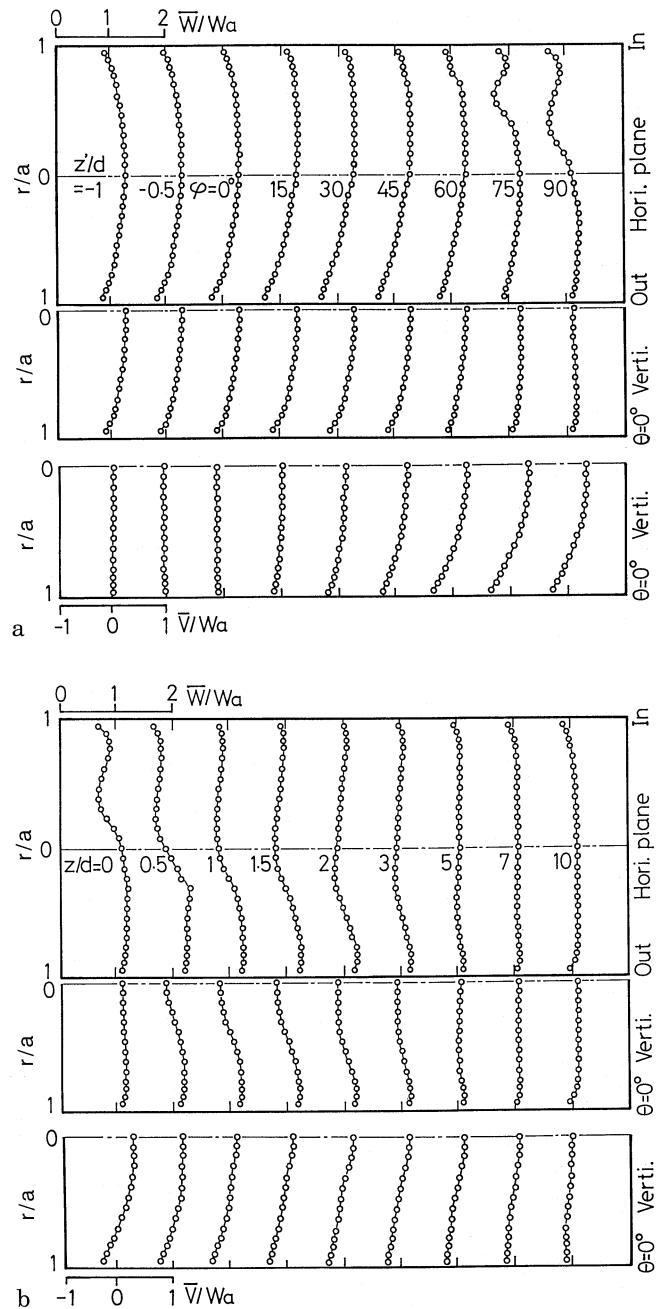 0 1 2 W̅/Wa
1 In
r/a z'/d =-1 -0·5 φ=0° 15 30 45 60 75 90 Hori. plane
0
1 Out
0
r/a θ=0° Verti.
1
0
r/a θ=0° Verti.
1
-1 0 1 V̅/Wa
a
0 1 2 W̅/Wa
1 In
r/a Hori. plane
0
z/d=0 0·5 1 1·5 2 3 5 7 10
1 Out
0
r/a θ=0° Verti.
1
0
r/a θ=0° Verti.
1
-1 0 1 V̅/Wa
b